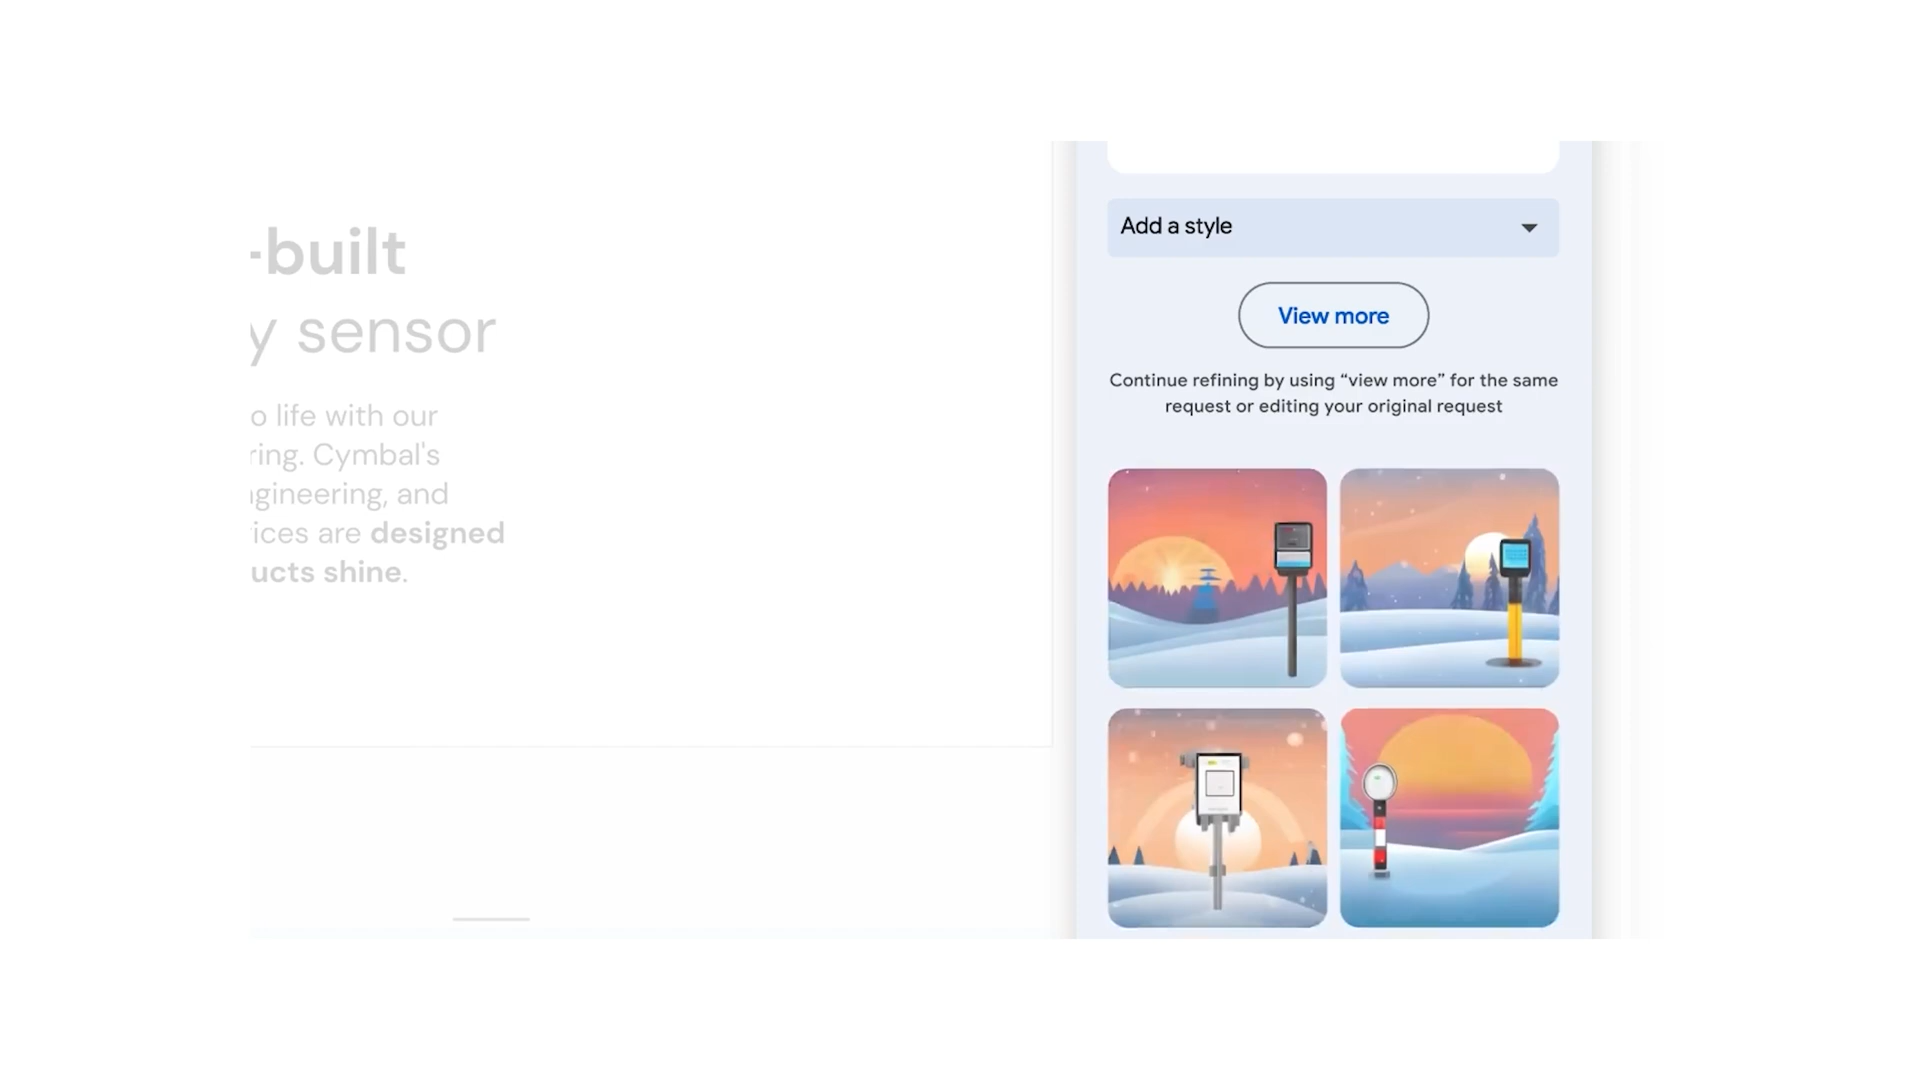 -built
y sensor
o life with our
ring. Cymbal's
gineering, and
ices are designed
ucts shine.
Add a style
View more
Continue refining by using “view more” for the same
request or editing your original request